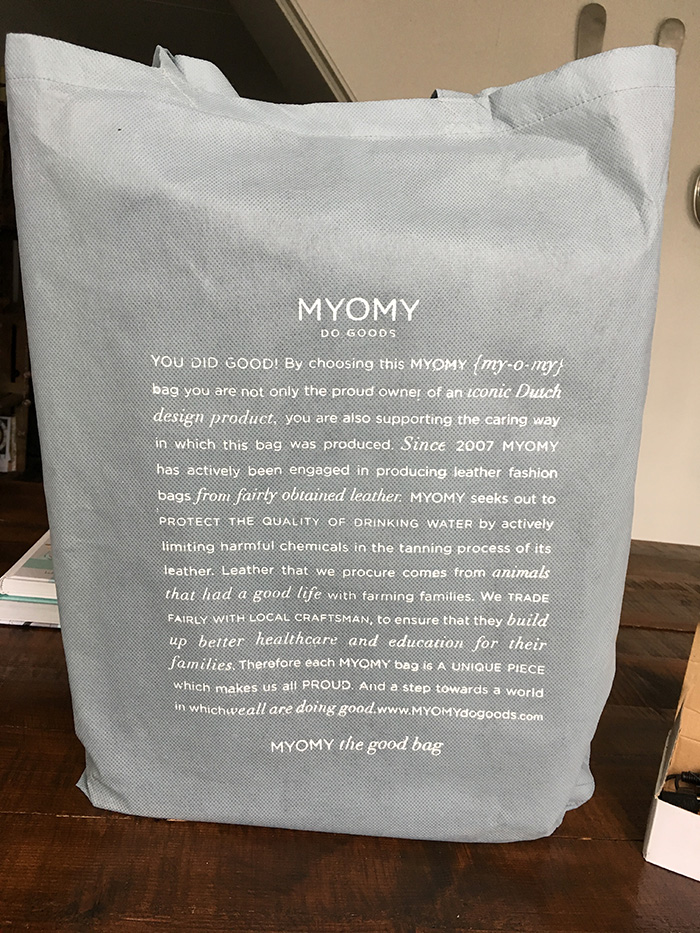 MYOMY
DO GOODS
YOU DID GOOD! By choosing this MYOMY {my-o-my}
bag you are not only the proud owner of an iconic Dutch
design product, you are also supporting the caring way
in which this bag was produced. Since 2007 MYOMY
has actively been engaged in producing leather fashion
bags from fairly obtained leather. MYOMY seeks out to
PROTECT THE QUALITY OF DRINKING WATER by actively
limiting harmful chemicals in the tanning process of its
leather. Leather that we procure comes from animals
that had a good life with farming families. We TRADE
FAIRLY WITH LOCAL CRAFTSMAN, to ensure that they build
up better healthcare and education for their
families. Therefore each MYOMY bag is A UNIQUE PIECE
which makes us all PROUD. And a step towards a world
in which we all are doing good. www.MYOMYdogoods.com
MYOMY the good bag